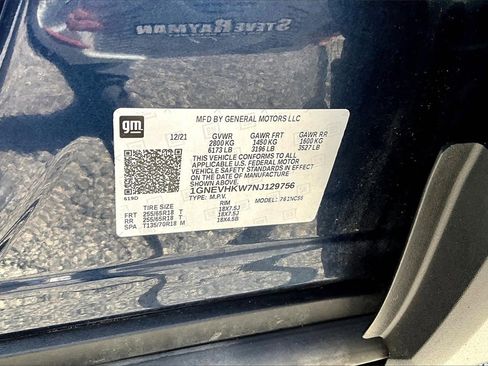 STEVE RAYMAN
gm
MFD BY GENERAL MOTORS LLC
12/21 GVWR GAWR FRT GAWR RR
2800 KG 1450 KG 1600 KG
6173 LB 3196 LB 3527 LB
THIS VEHICLE CONFORMS TO ALL
APPLICABLE U.S. FEDERAL MOTOR
VEHICLE SAFETY STANDARDS IN EFFECT
ON THE DATE OF MANUFACTURE
SHOWN ABOVE.
1GNEVHKW7NJ129756
TYPE: M.P.V. MODEL:
619D
TIRE SIZE RIM
FRT 255/65R18 T 18X7.5J
RR 255/65R18 T 18X7.5J
SPA T135/70R18 M 18X4.5B